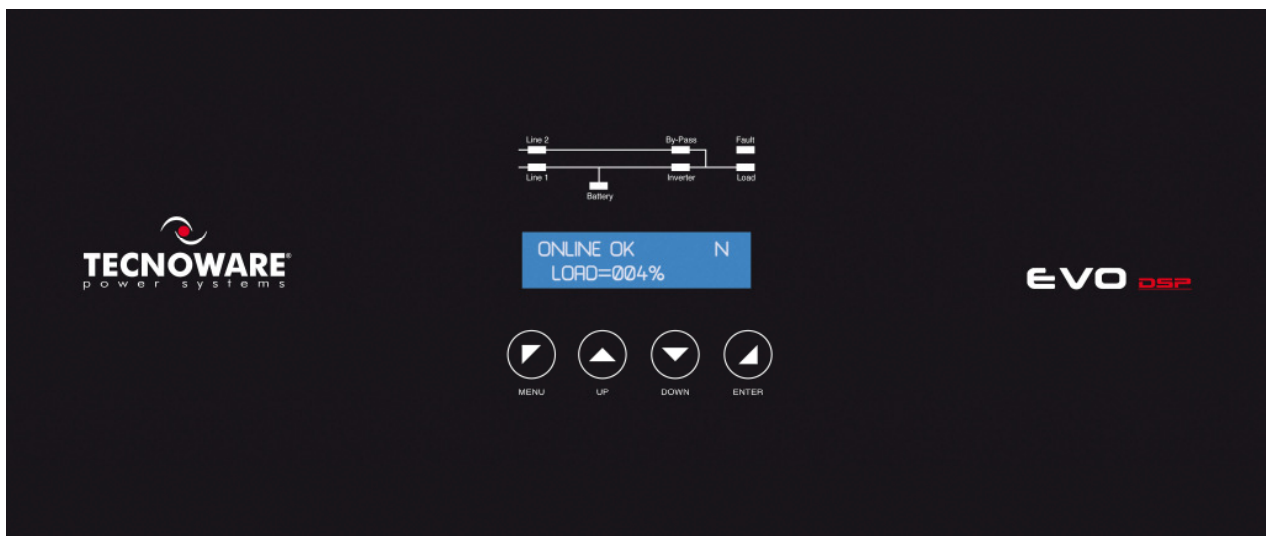 Line 2 By-Pass Fault
Line 1 Inverter Load
Battery
TECNOWARE®
power systems
ONLINE OK N
LOAD=004%
EVO DSP
MENU UP DOWN ENTER